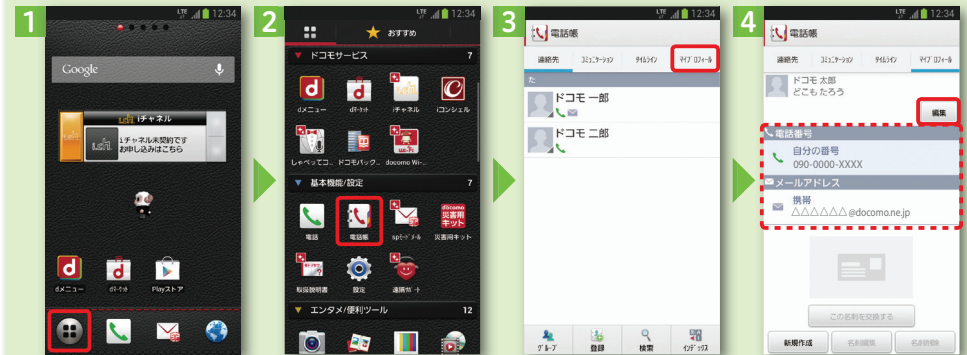 1
LTE 12:34
Google
iチャネル
iチャネル未契約です
お申し込みはこちら
dメニュー
dマーケット
Playストア
2
LTE 12:34
おすすめ
ドコモサービス 7
dメニュー
dマーケット
iチャネル
iコンシェル
しゃべってコ..
ドコモバック..
docomo Wi-..
基本機能/設定 7
電話
電話帳
spモードメール
災害用キット
docomo
災害用
キット
取扱説明書
設定
遠隔サポート
エンタメ/便利ツール 12
3
LTE 12:34
電話帳
連絡先
コミュニケーション
タイムライン
マイプロフィール
た
ドコモ 一郎
ドコモ 二郎
グループ
登録
検索
インデックス
4
LTE 12:34
電話帳
連絡先
コミュニケーション
タイムライン
マイプロフィール
ドコモ 太郎
どこも たろう
編集
電話番号
自分の番号
090-0000-XXXX
メールアドレス
携帯
△△△△△△@docomo.ne.jp
この名刺を交換する
新規作成
名刺編集
名刺削除